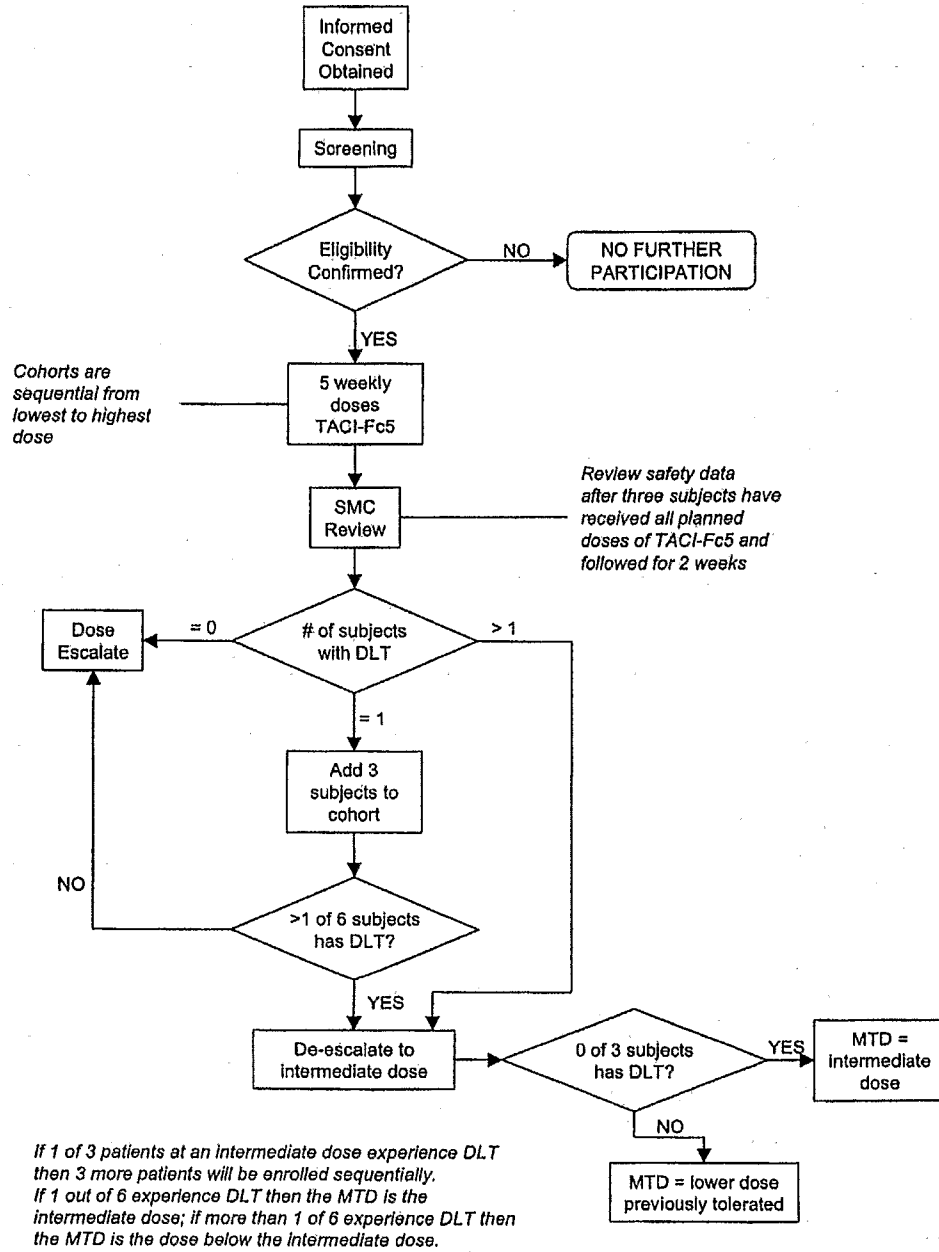 Informed
Consent
Obtained
Screening
Eligibility
Confirmed?
NO
NO FURTHER
PARTICIPATION
YES
Cohorts are
sequential from
lowest to highest
dose
5 weekly
doses
TACI-Fc5
SMC
Review
Review safety data
after three subjects have
received all planned
doses of TACI-Fc5 and
followed for 2 weeks
Dose
Escalate
= 0
# of subjects
with DLT
> 1
= 1
Add 3
subjects to
cohort
NO
>1 of 6 subjects
has DLT?
YES
De-escalate to
intermediate dose
0 of 3 subjects
has DLT?
YES
MTD =
intermediate
dose
NO
MTD = lower dose
previously tolerated
If 1 of 3 patients at an intermediate dose experience DLT
then 3 more patients will be enrolled sequentially.
If 1 out of 6 experience DLT then the MTD is the
intermediate dose; if more than 1 of 6 experience DLT then
the MTD is the dose below the intermediate dose.